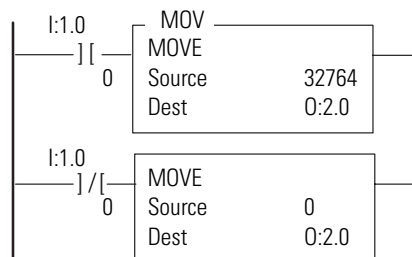 I:1.0
MOV
] [
MOVE
0
Source 32764
Dest O:2.0
I:1.0
]/[
MOVE
0
Source 0
Dest O:2.0